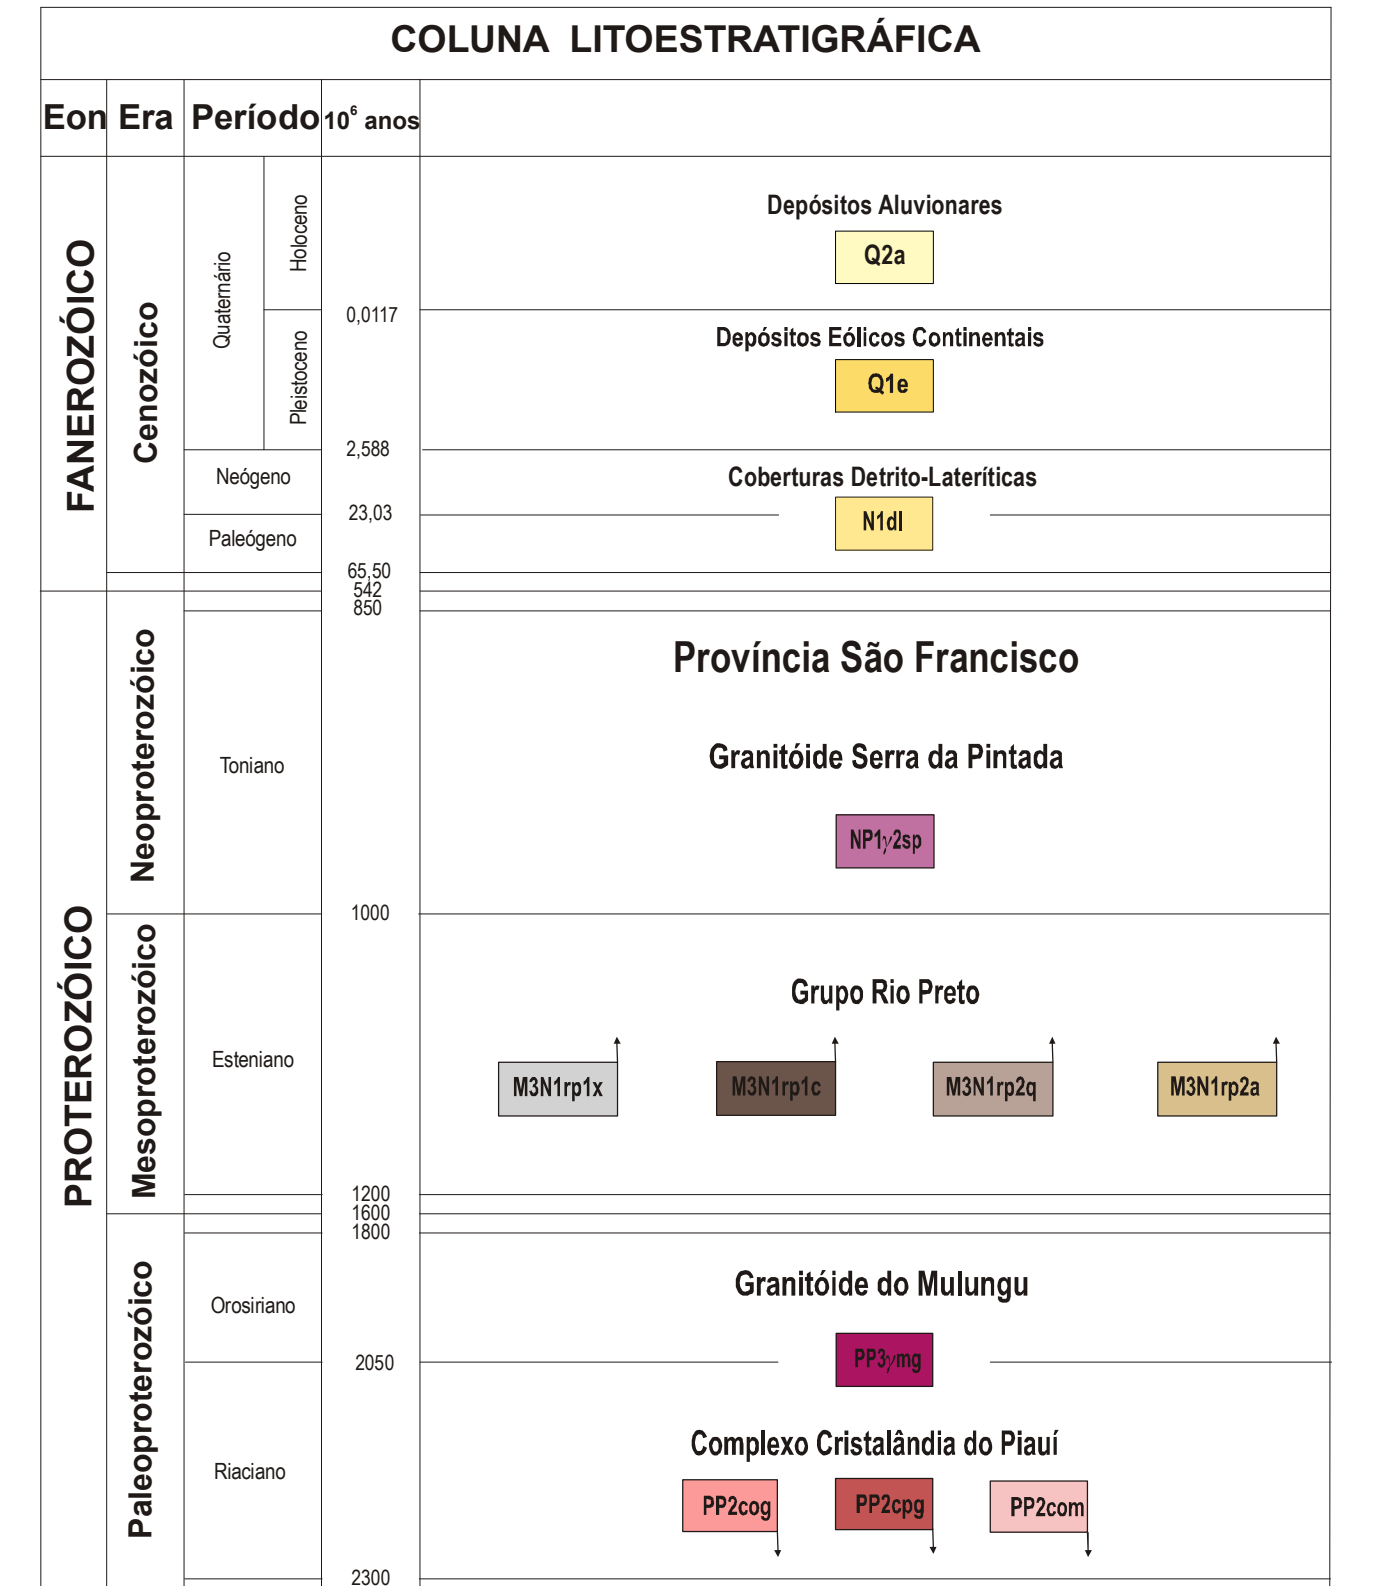 COLUNA LITOESTRATIGRÁFICA
Eon Era Período 10⁶ anos
FANEROZÓICO
Cenozóico
Quaternário
Holoceno
Depósitos Aluvionares
Q2a
0,0117
Pleistoceno
Depósitos Eólicos Continentais
Q1e
2,588
Neógeno
Coberturas Detrito-Lateríticas
N1dl
23,03
Paleógeno
65,50
542
850
PROTEROZÓICO
Neoproterozóico
Toniano
Província São Francisco
Granitóide Serra da Pintada
NP1γ2sp
1000
Mesoproterozóico
Esteniano
Grupo Rio Preto
M3N1rp1x M3N1rp1c M3N1rp2q M3N1rp2a
1200
1600
1800
Paleoproterozóico
Orosiriano
Granitóide do Mulungu
PP3γmg
2050
Riaciano
Complexo Cristalândia do Piauí
PP2cog PP2cpg PP2com
2300